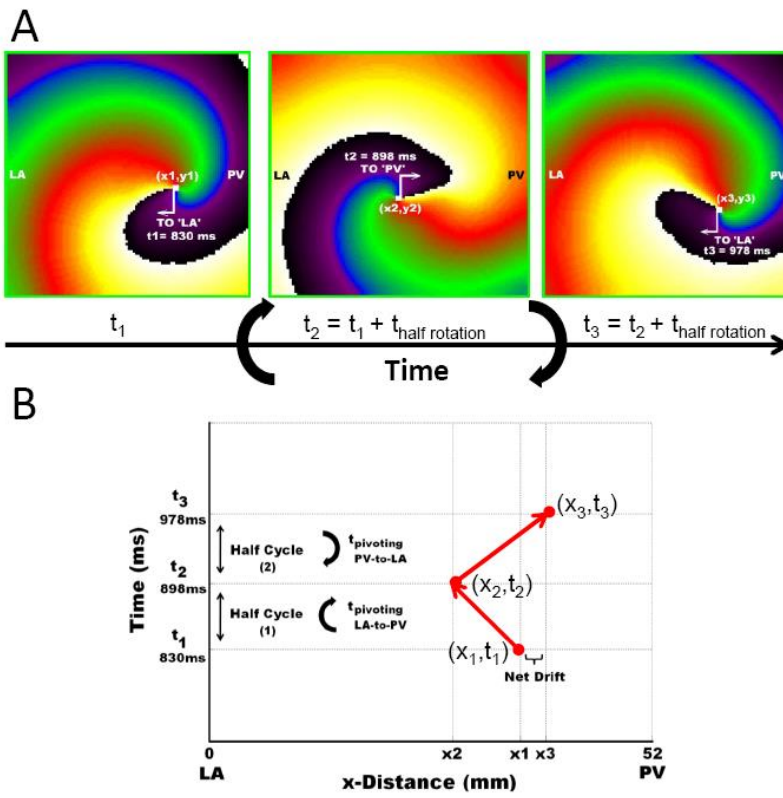 A
LA
(x1,y1)
PV
TO 'LA'
t1= 830 ms
LA
t2 = 898 ms
TO 'PV'
(x2,y2)
PV
LA
(x3,y3)
PV
TO 'LA'
t3 = 978 ms
t1
t2 = t1 + thalf rotation
t3 = t2 + thalf rotation
Time
B
Time (ms)
t3
978ms
t2
898ms
t1
830ms
Half Cycle
(2)
tpivoting
PV-to-LA
Half Cycle
(1)
tpivoting
LA-to-PV
(x3,t3)
(x2,t2)
(x1,t1)
Net Drift
0 x2 x1 x3 52
LA PV
x-Distance (mm)